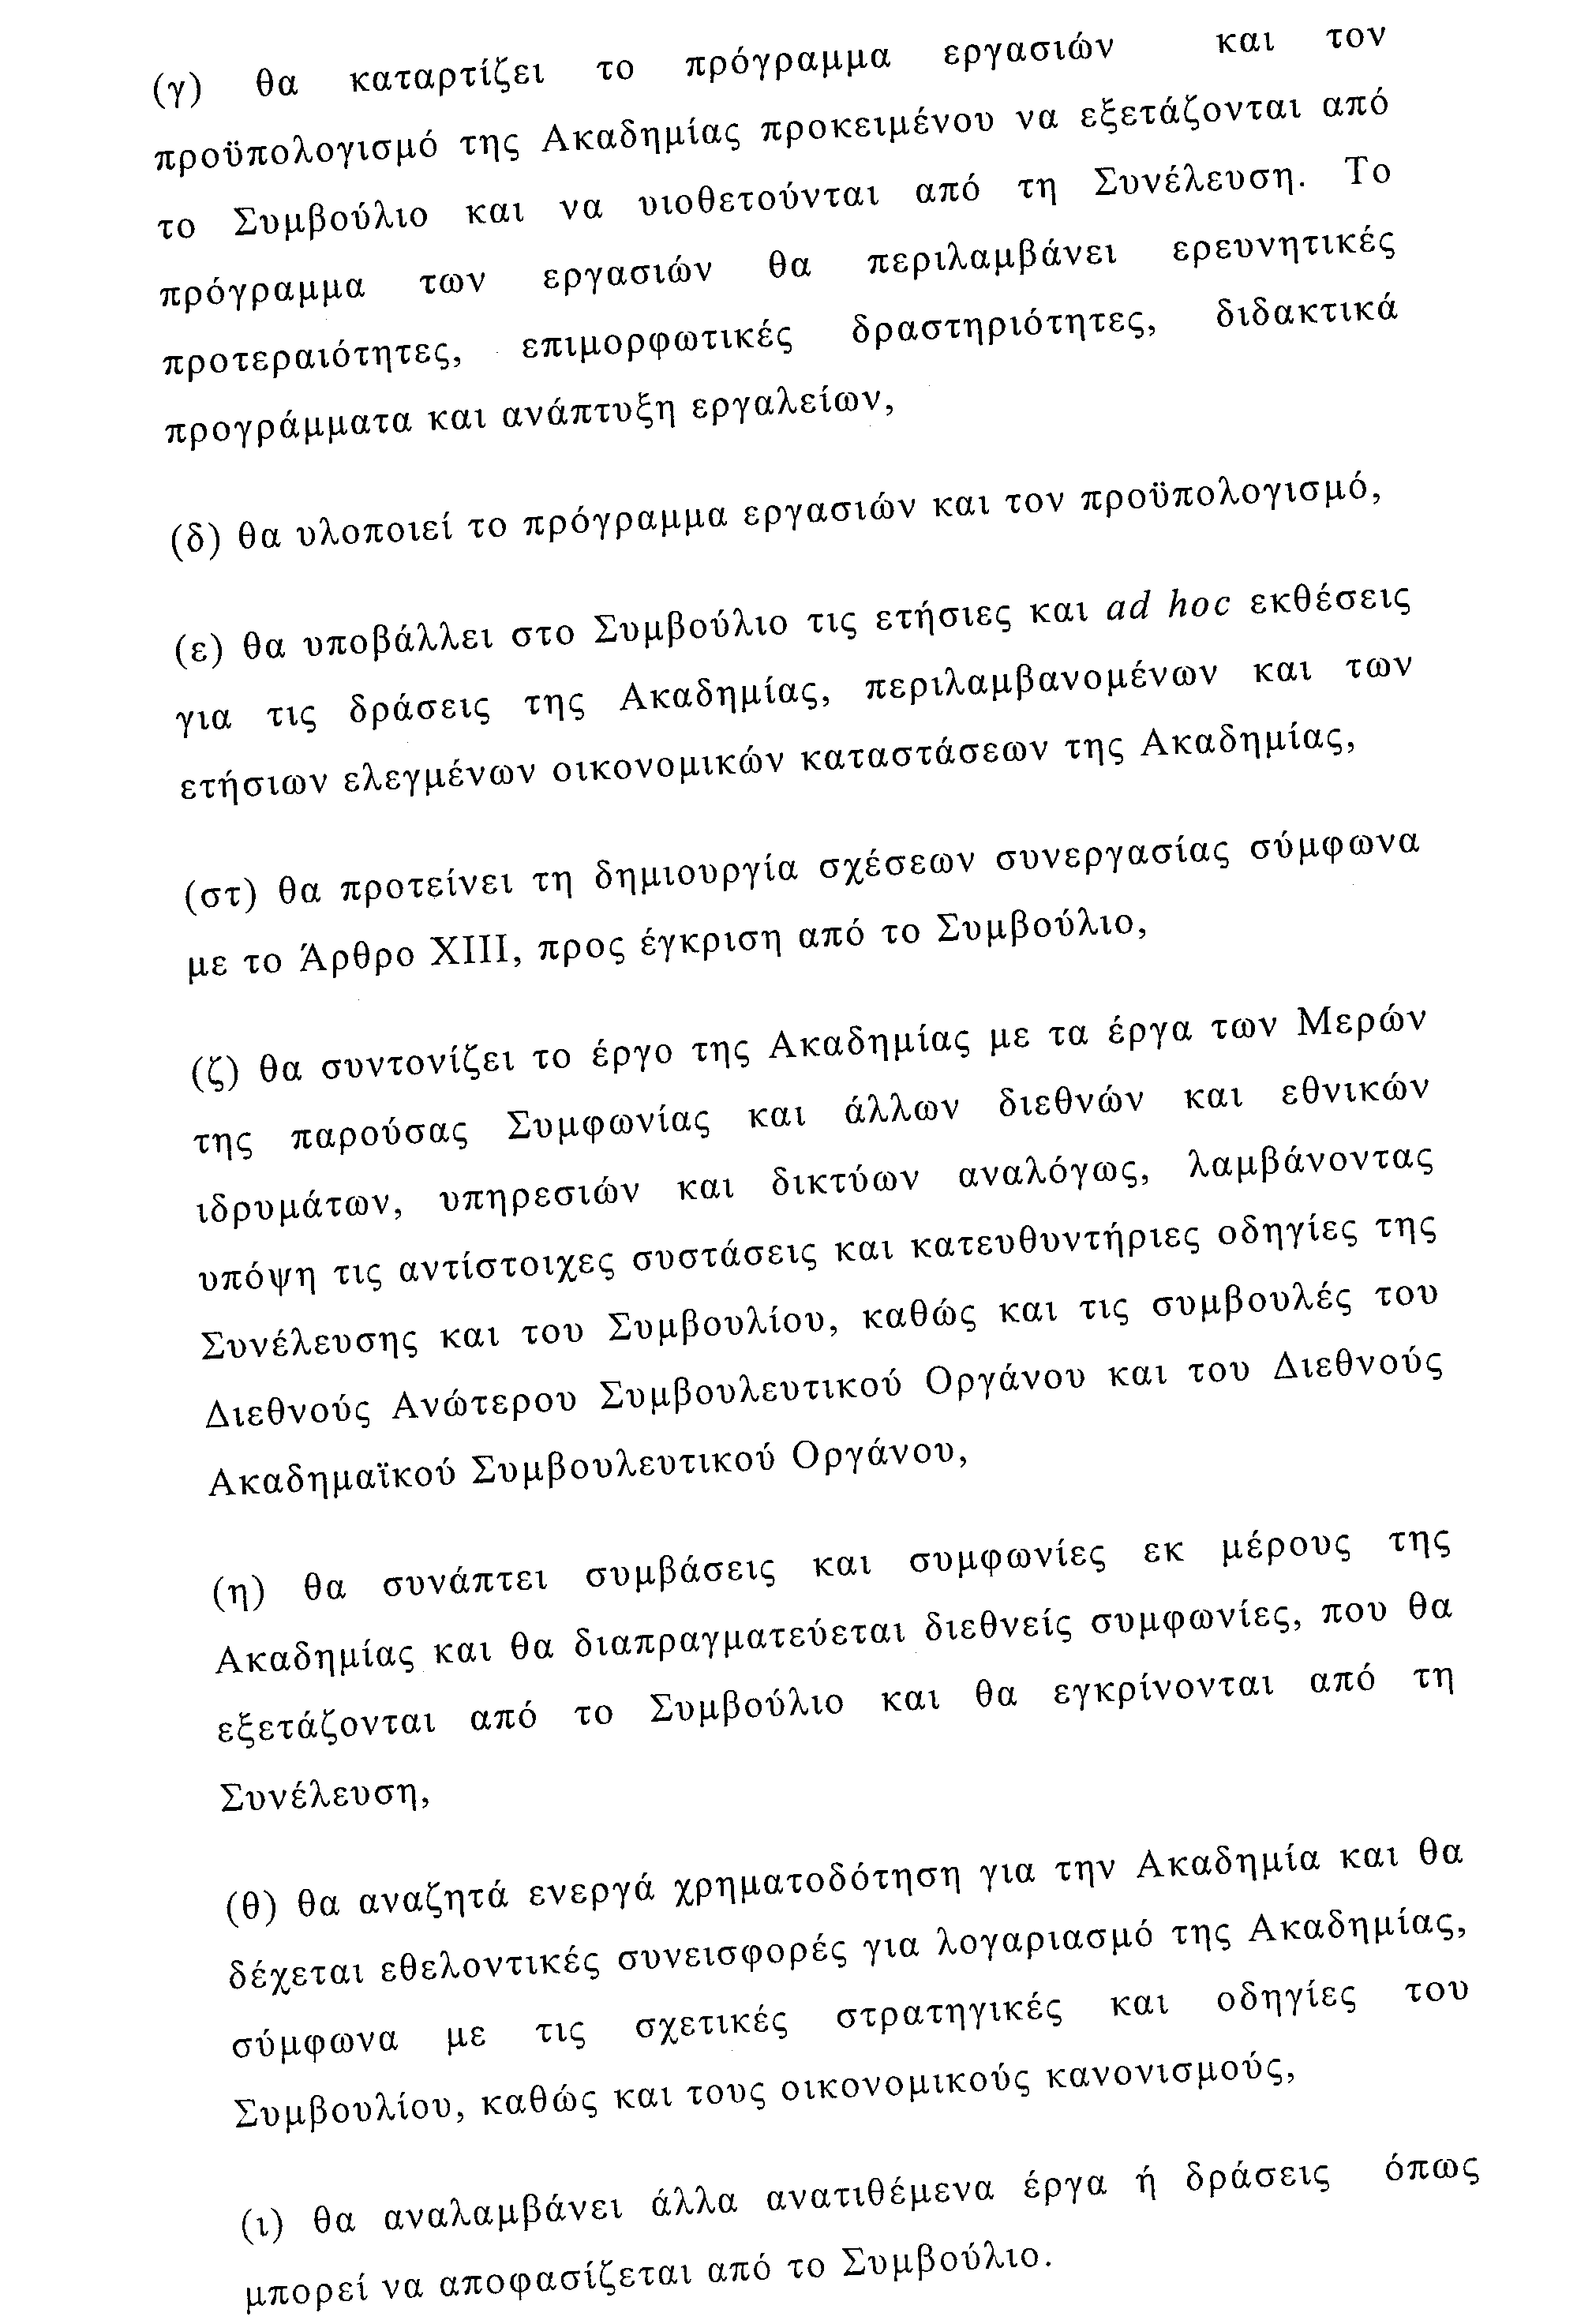 (γ) θα καταρτίζει το πρόγραμμα εργασιών και τον
προϋπολογισμό της Ακαδημίας προκειμένου να εξετάζονται από
το Συμβούλιο και να υιοθετούνται από τη Συνέλευση. Το
πρόγραμμα των εργασιών θα περιλαμβάνει ερευνητικές
προτεραιότητες, επιμορφωτικές δραστηριότητες, διδακτικά
προγράμματα και ανάπτυξη εργαλείων,
(δ) θα υλοποιεί το πρόγραμμα εργασιών και τον προϋπολογισμό,
(ε) θα υποβάλλει στο Συμβούλιο τις ετήσιες και ad hoc εκθέσεις
για τις δράσεις της Ακαδημίας, περιλαμβανομένων και των
ετήσιων ελεγμένων οικονομικών καταστάσεων της Ακαδημίας,
(στ) θα προτείνει τη δημιουργία σχέσεων συνεργασίας σύμφωνα
με το Άρθρο XIII, προς έγκριση από το Συμβούλιο,
(ζ) θα συντονίζει το έργο της Ακαδημίας με τα έργα των Μερών
της παρούσας Συμφωνίας και άλλων διεθνών και εθνικών
ιδρυμάτων, υπηρεσιών και δικτύων αναλόγως, λαμβάνοντας
υπόψη τις αντίστοιχες συστάσεις και κατευθυντήριες οδηγίες της
Συνέλευσης και του Συμβουλίου, καθώς και τις συμβουλές του
Διεθνούς Ανώτερου Συμβουλευτικού Οργάνου και του Διεθνούς
Ακαδημαϊκού Συμβουλευτικού Οργάνου,
(η) θα συνάπτει συμβάσεις και συμφωνίες εκ μέρους της
Ακαδημίας και θα διαπραγματεύεται διεθνείς συμφωνίες, που θα
εξετάζονται από το Συμβούλιο και θα εγκρίνονται από τη
Συνέλευση,
(θ) θα αναζητά ενεργά χρηματοδότηση για την Ακαδημία και θα
δέχεται εθελοντικές συνεισφορές για λογαριασμό της Ακαδημίας,
σύμφωνα με τις σχετικές στρατηγικές και οδηγίες του
Συμβουλίου, καθώς και τους οικονομικούς κανονισμούς,
(ι) θα αναλαμβάνει άλλα ανατιθέμενα έργα ή δράσεις όπως
μπορεί να αποφασίζεται από το Συμβούλιο.